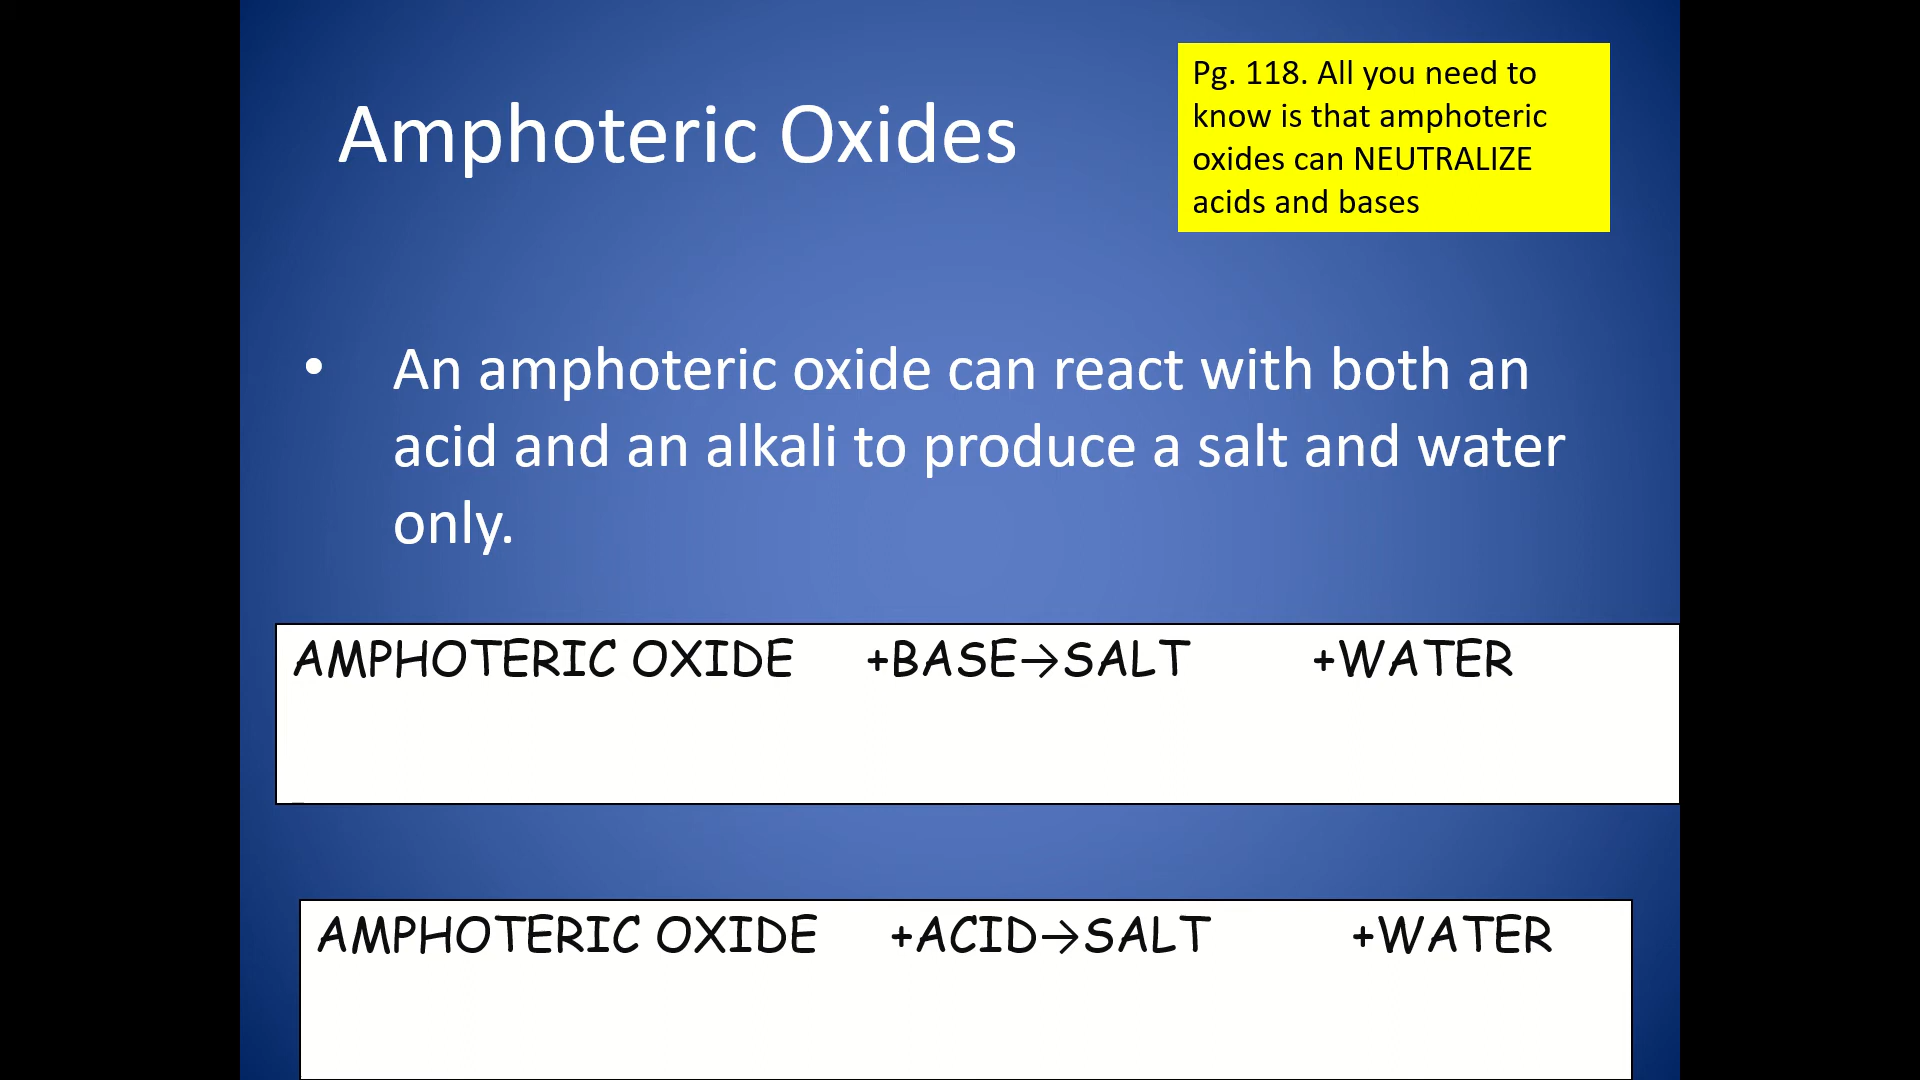 Amphoteric Oxides
Pg. 118. All you need to
know is that amphoteric
oxides can NEUTRALIZE
acids and bases
• An amphoteric oxide can react with both an
acid and an alkali to produce a salt and water
only.
AMPHOTERIC OXIDE +BASE→SALT +WATER
AMPHOTERIC OXIDE +ACID→SALT +WATER